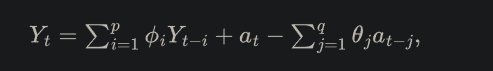 $Y_t = \sum_{i=1}^{p} \phi_i Y_{t-i} + a_t - \sum_{j=1}^{q} \theta_j a_{t-j},$